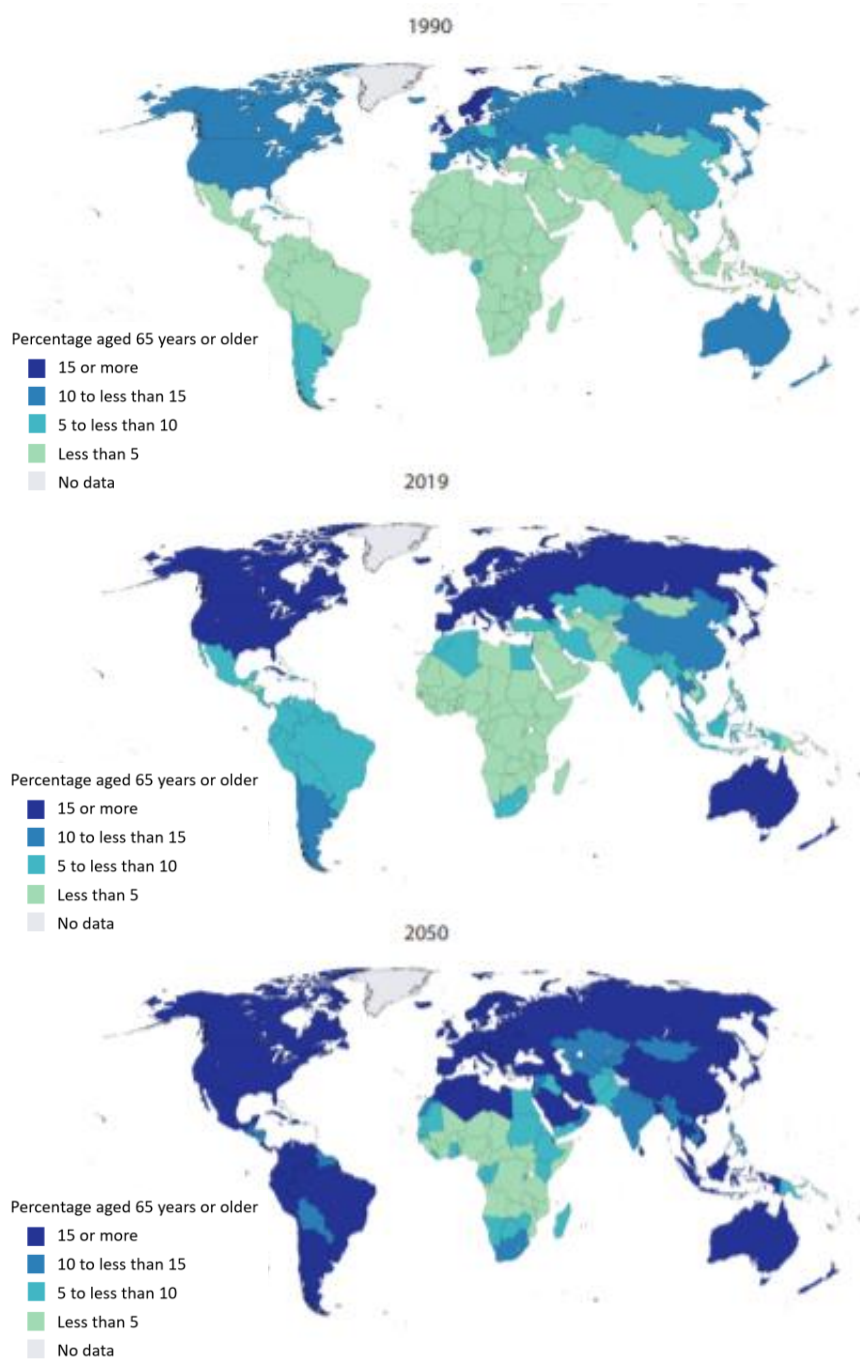 1990
Percentage aged 65 years or older
15 or more
10 to less than 15
5 to less than 10
Less than 5
No data
2019
Percentage aged 65 years or older
15 or more
10 to less than 15
5 to less than 10
Less than 5
No data
2050
Percentage aged 65 years or older
15 or more
10 to less than 15
5 to less than 10
Less than 5
No data